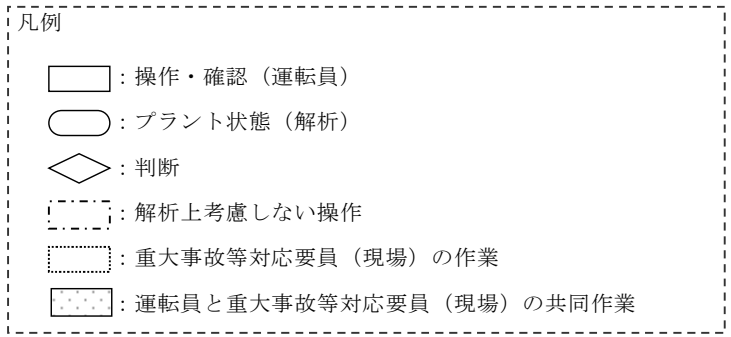 凡例
：操作・確認（運転員）
：プラント状態（解析）
：判断
：解析上考慮しない操作
：重大事故等対応要員（現場）の作業
：運転員と重大事故等対応要員（現場）の共同作業